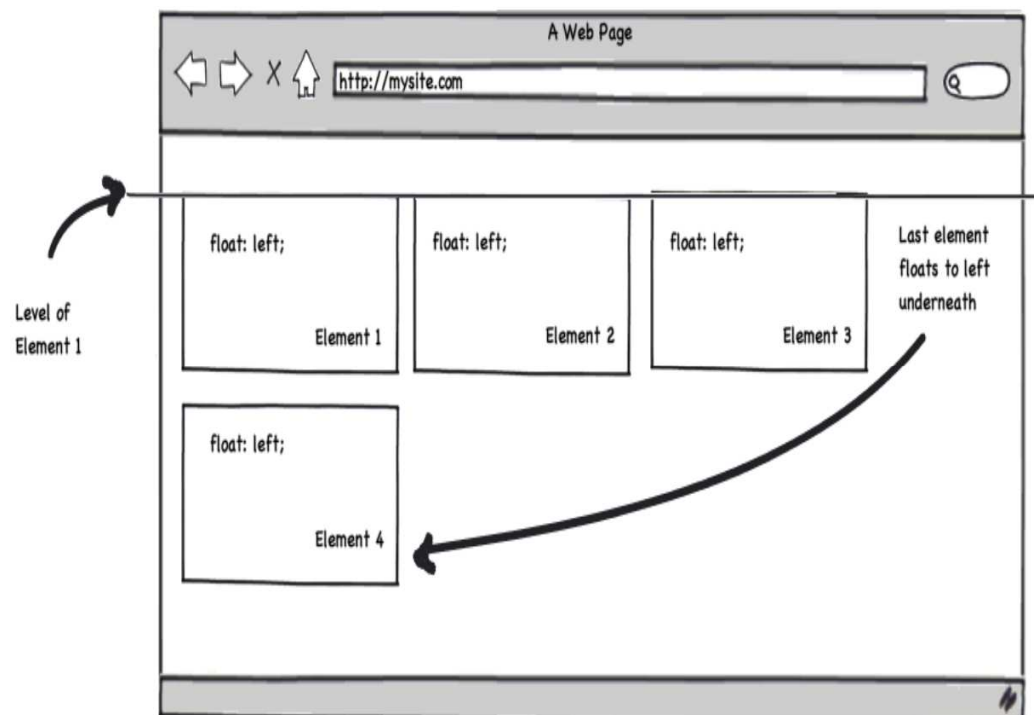 A Web Page
http://mysite.com
float: left;
Element 1
float: left;
Element 2
float: left;
Element 3
Last element
floats to left
underneath
Level of
Element 1
float: left;
Element 4